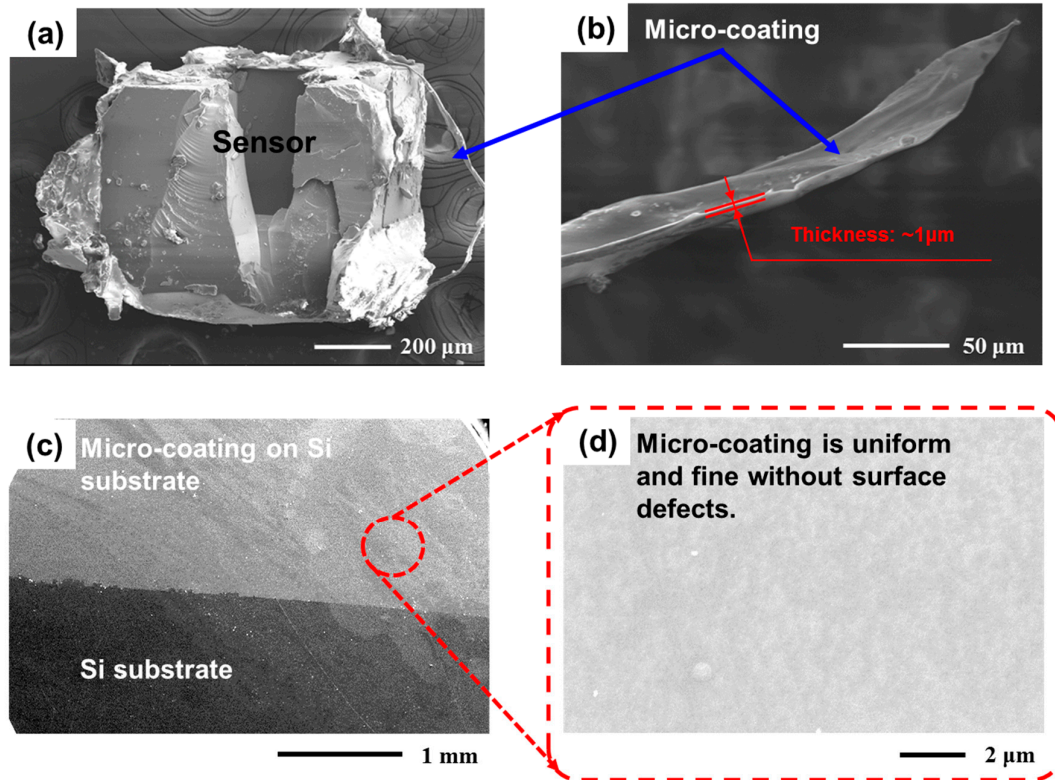 (a)
Sensor
200 μm
(b)
Micro-coating
Thickness: ~1μm
50 μm
(c)
Micro-coating on Si
substrate
Si substrate
1 mm
(d)
Micro-coating is uniform
and fine without surface
defects.
2 μm